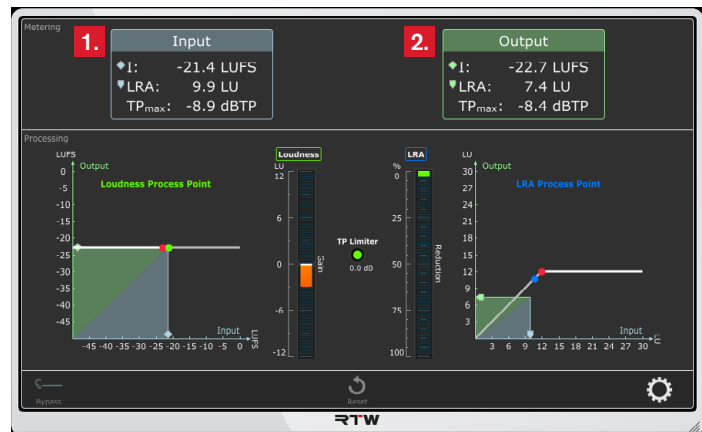 Metering
1.
Input
I: -21.4 LUFS
LRA: 9.9 LU
TPmax: -8.9 dBTP
2.
Output
I: -22.7 LUFS
LRA: 7.4 LU
TPmax: -8.4 dBTP
Processing
LUFS
Output
Loudness Process Point
0
-5
-10
-15
-20
-25
-30
-35
-40
-45
Input
LUFS
-45 -40 -35 -30 -25 -20 -15 -10 -5 0
Loudness
LU
12
6
0
-6
-12
Gain
TP Limiter
0.0 dB
LRA
%
0
25
50
75
100
Reduction
LU
Output
LRA Process Point
30
27
24
21
18
15
12
9
6
3
Input
LU
3 6 9 12 15 18 21 24 27 30
Bypass
Reset
RTW